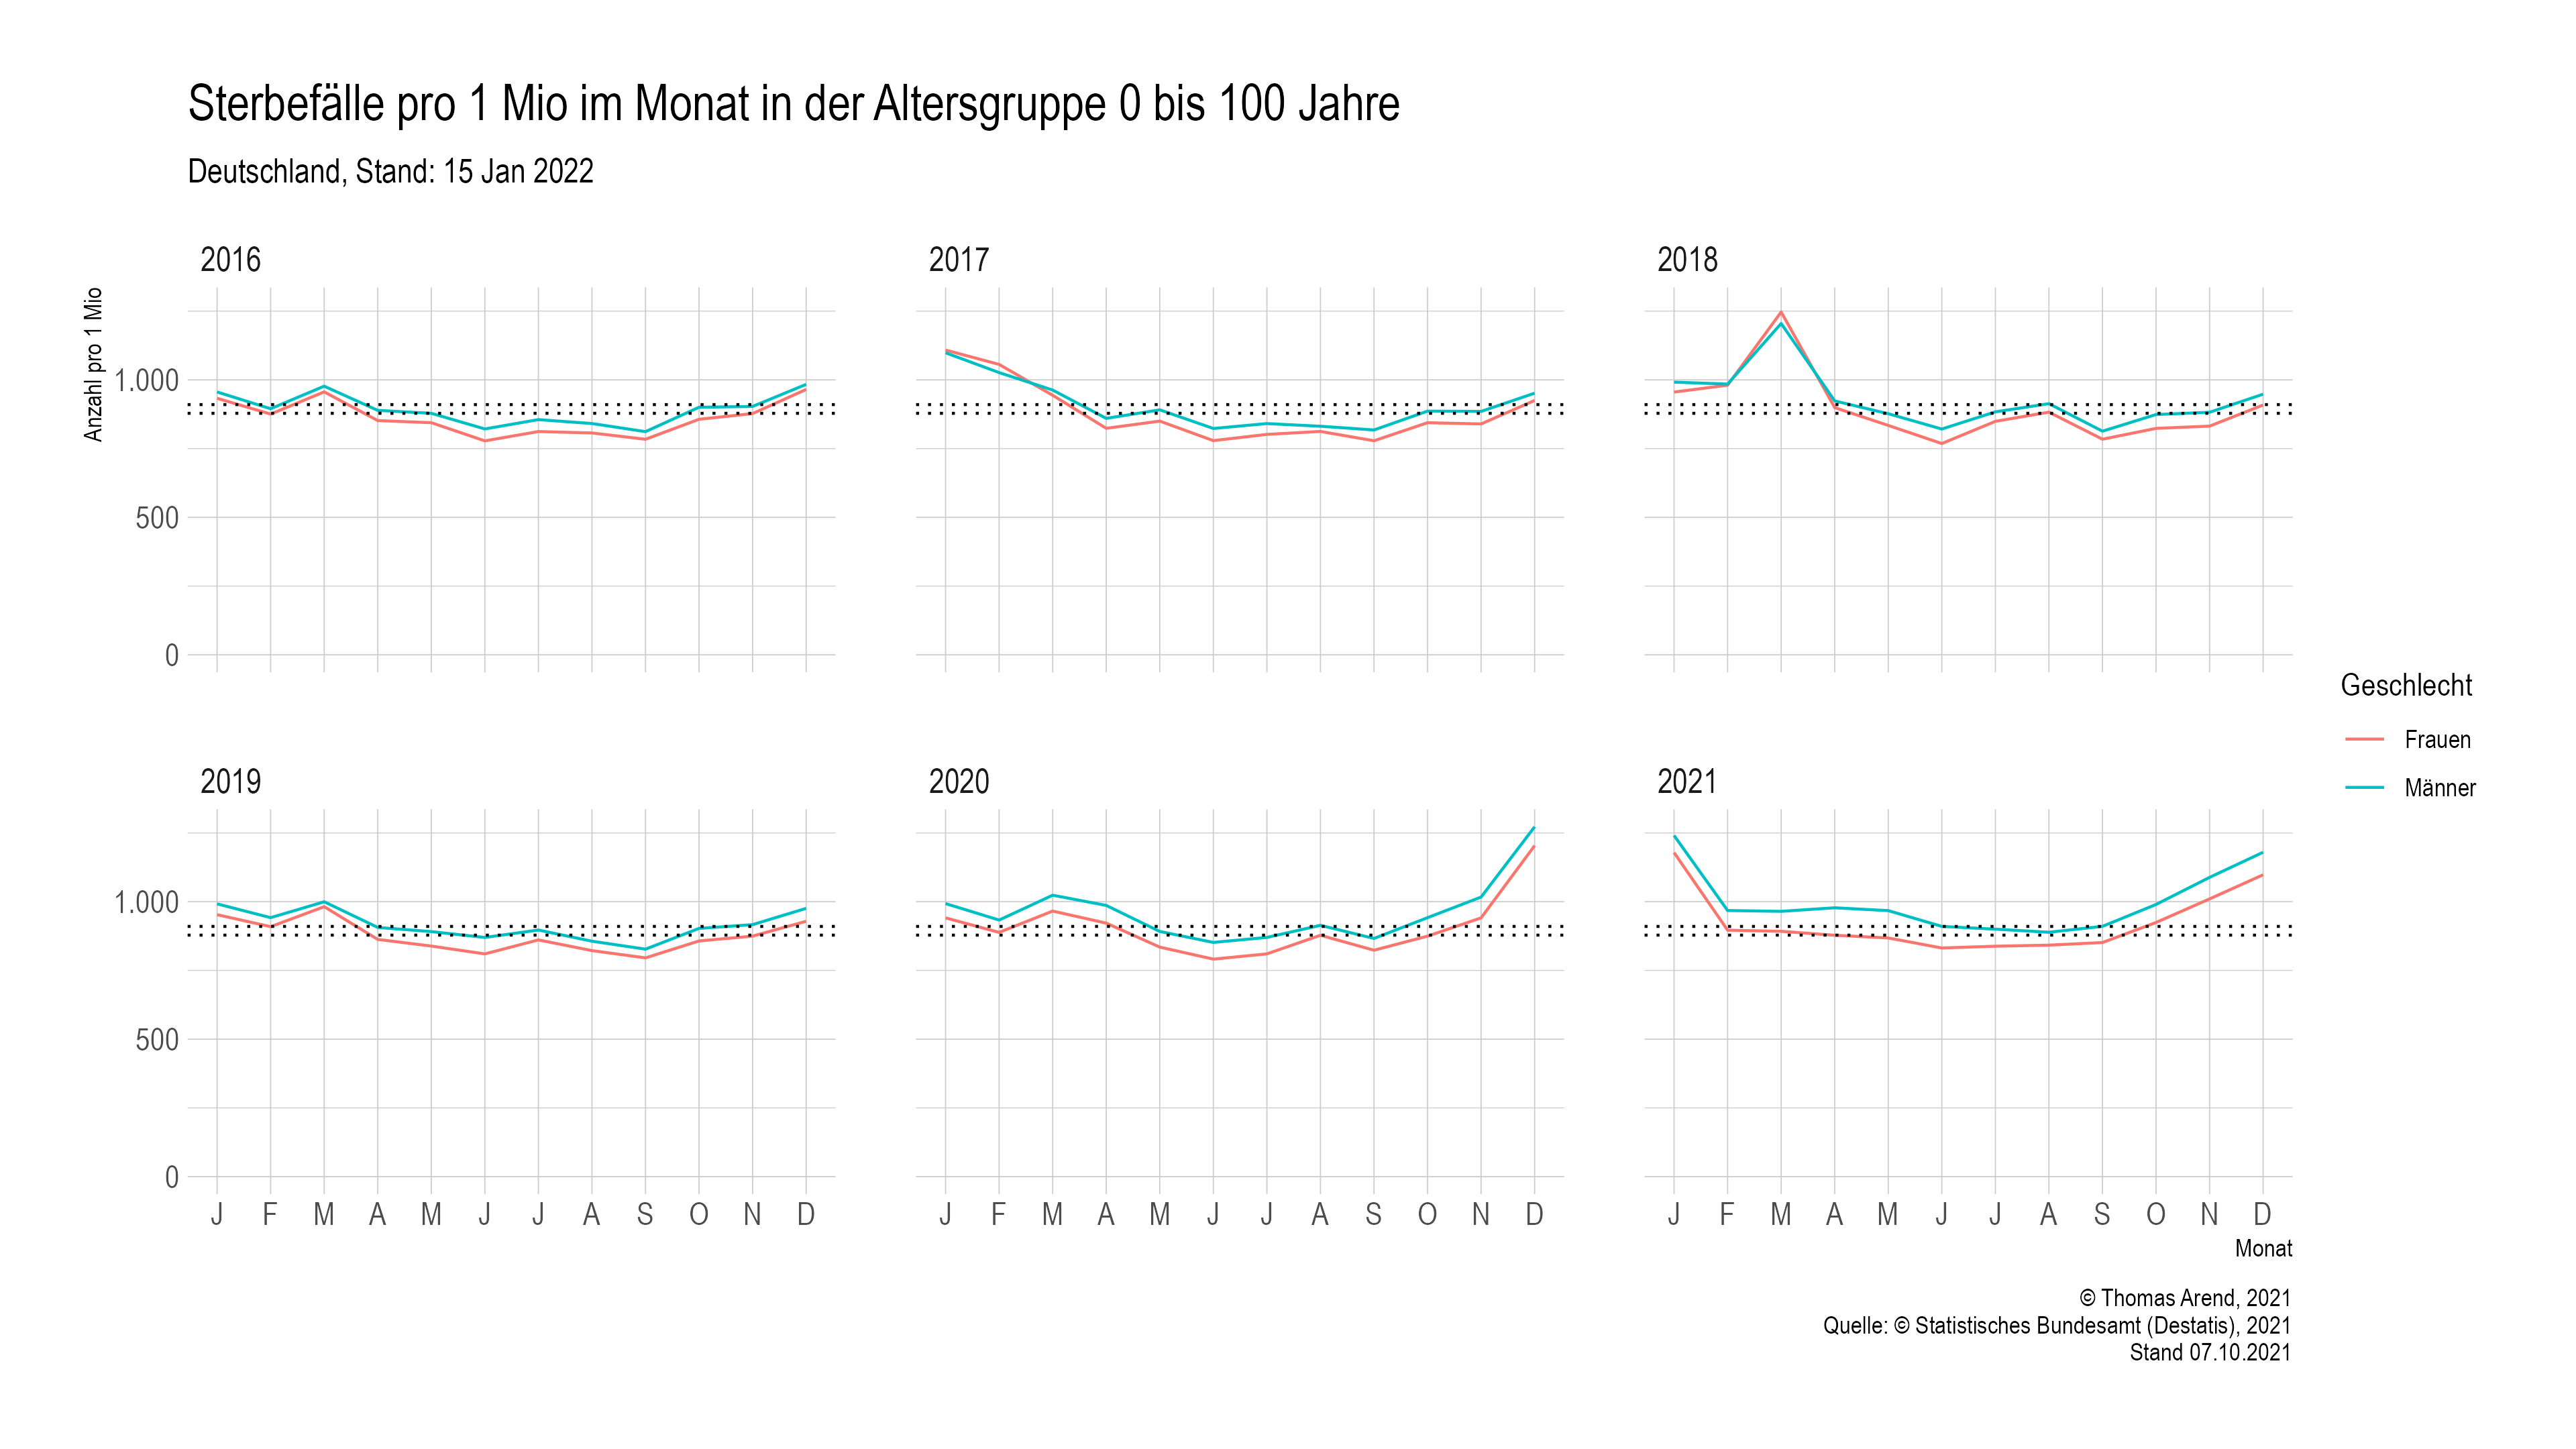 Sterbefälle pro 1 Mio im Monat in der Altersgruppe 0 bis 100 Jahre
Deutschland, Stand: 15 Jan 2022
2016
2017
2018
Anzahl pro 1 Mio
1.000
500
0
Geschlecht
Frauen
Männer
2019
2020
2021
1.000
500
0
J F M A M J J A S O N D
J F M A M J J A S O N D
J F M A M J J A S O N D
Monat
© Thomas Arend, 2021
Quelle: © Statistisches Bundesamt (Destatis), 2021
Stand 07.10.2021